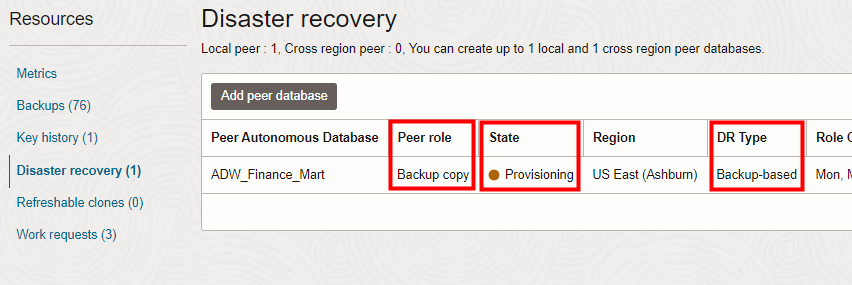 Resources
Metrics
Backups (76)
Key history (1)
Disaster recovery (1)
Refreshable clones (0)
Work requests (3)
Disaster recovery
Local peer : 1, Cross region peer : 0, You can create up to 1 local and 1 cross region peer databases.
Add peer database
Peer Autonomous Database Peer role State Region DR Type Role
ADW_Finance_Mart Backup copy Provisioning US East (Ashburn) Backup-based Mon,